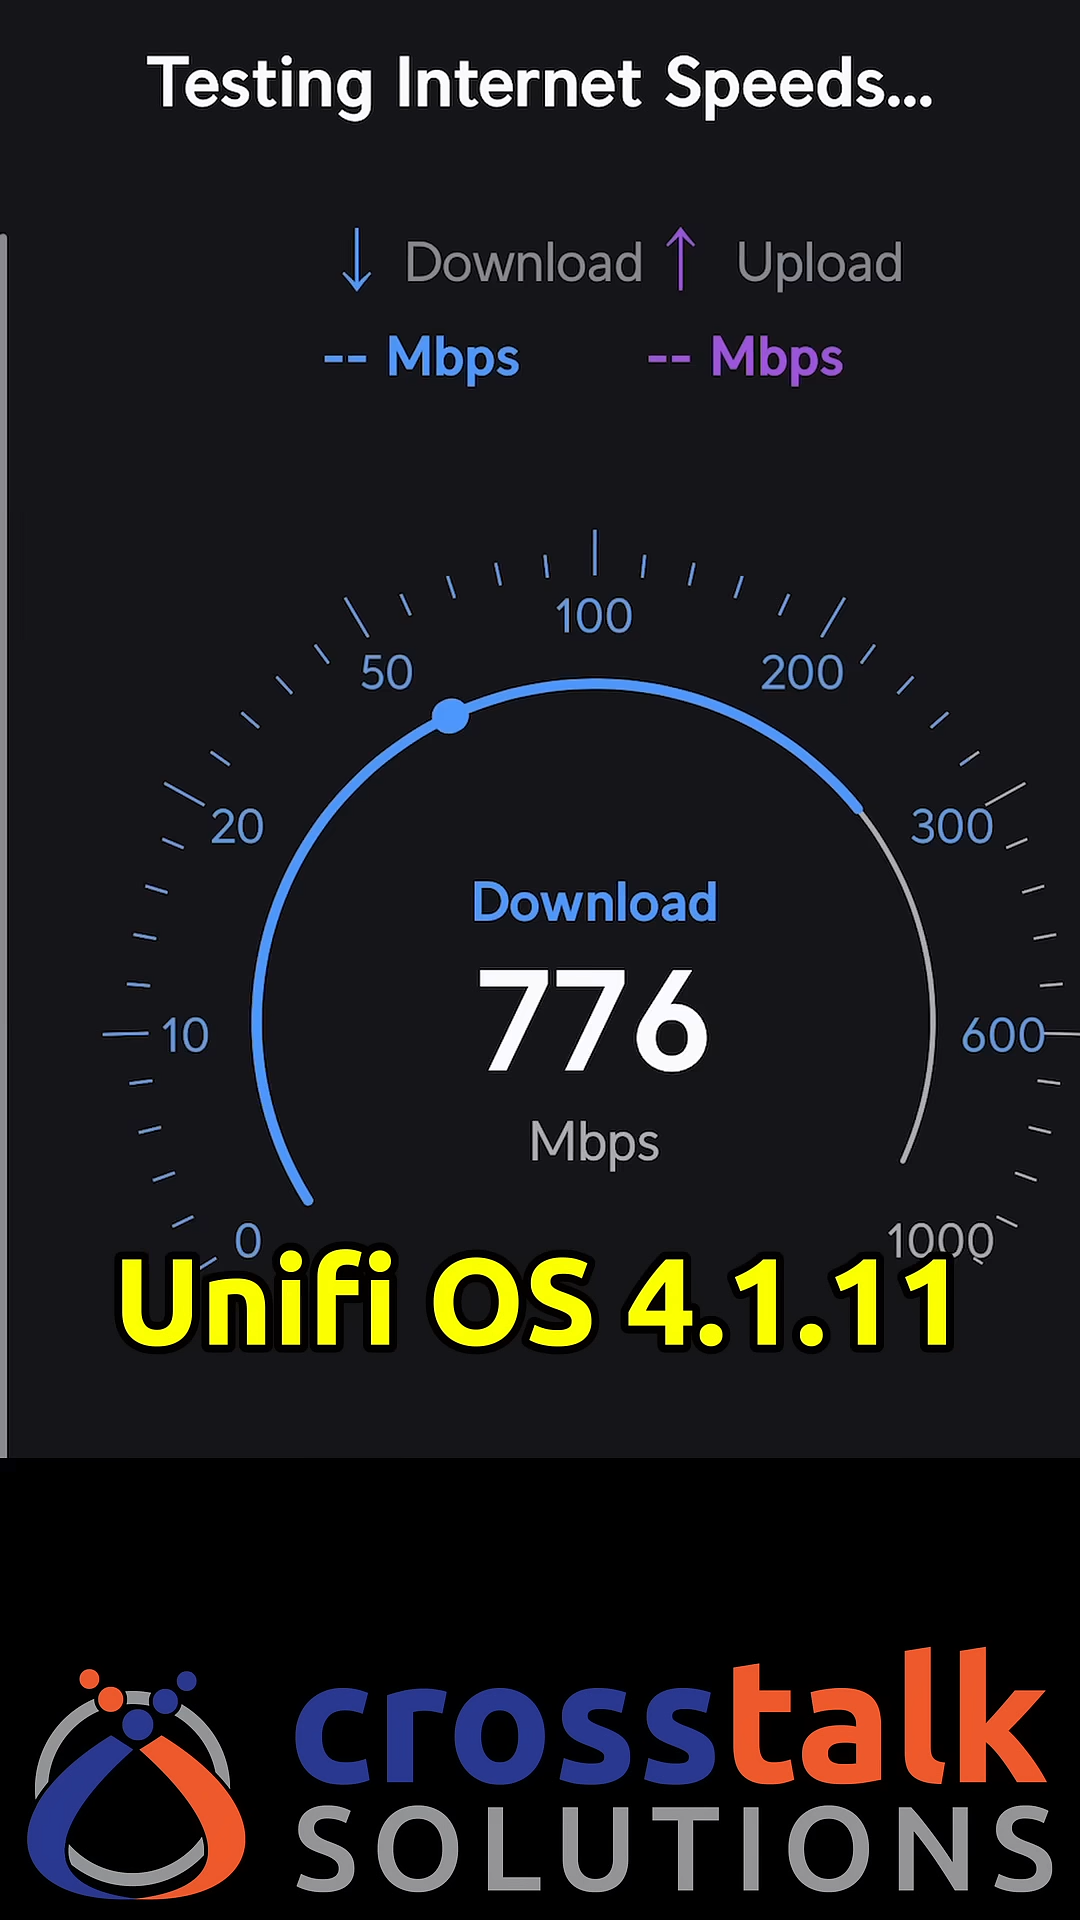 Testing Internet Speeds...
↓ Download ↑ Upload
-- Mbps -- Mbps
100
50
200
20
300
Download
776
10
600
Mbps
0
1000
Unifi OS 4.1.11
crosstalk
SOLUTIONS